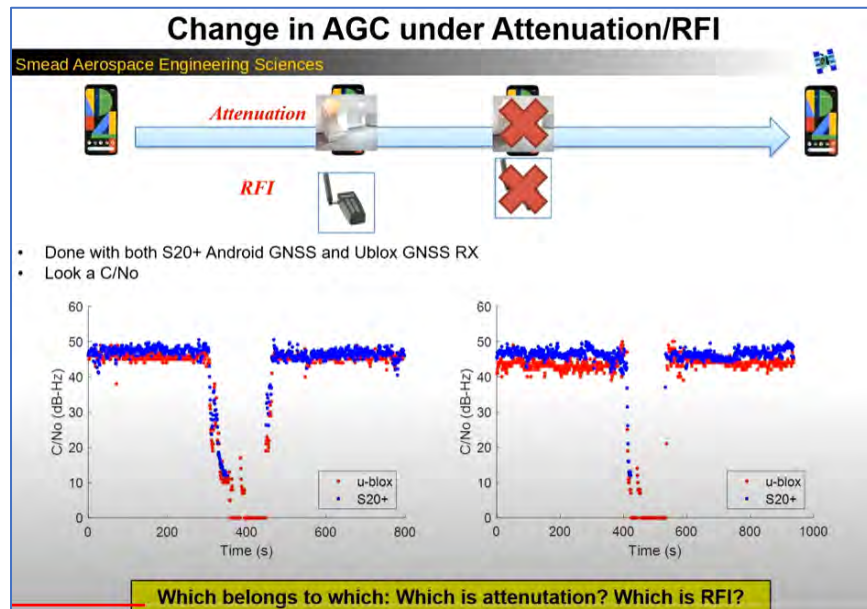 Change in AGC under Attenuation/RFI
Smead Aerospace Engineering Sciences
Attenuation
RFI
• Done with both S20+ Android GNSS and Ublox GNSS RX
• Look a C/No
60
50
40
30
20
10
0
C/No (dB-Hz)
u-blox
S20+
0 200 400 600 800
Time (s)
60
50
40
30
20
10
0
C/No (dB-Hz)
u-blox
S20+
0 200 400 600 800 1000
Time (s)
Which belongs to which: Which is attenutation? Which is RFI?